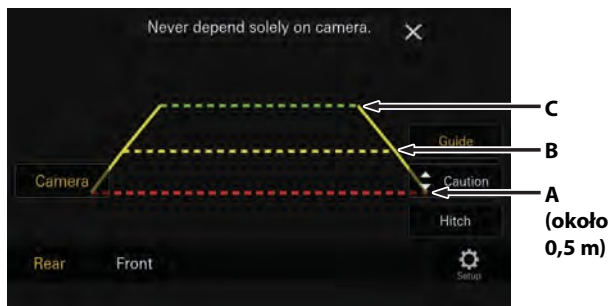 Never depend solely on camera.
C
Guide
B
Camera
Caution
A
(około
0,5 m)
Hitch
Rear
Front
Setup